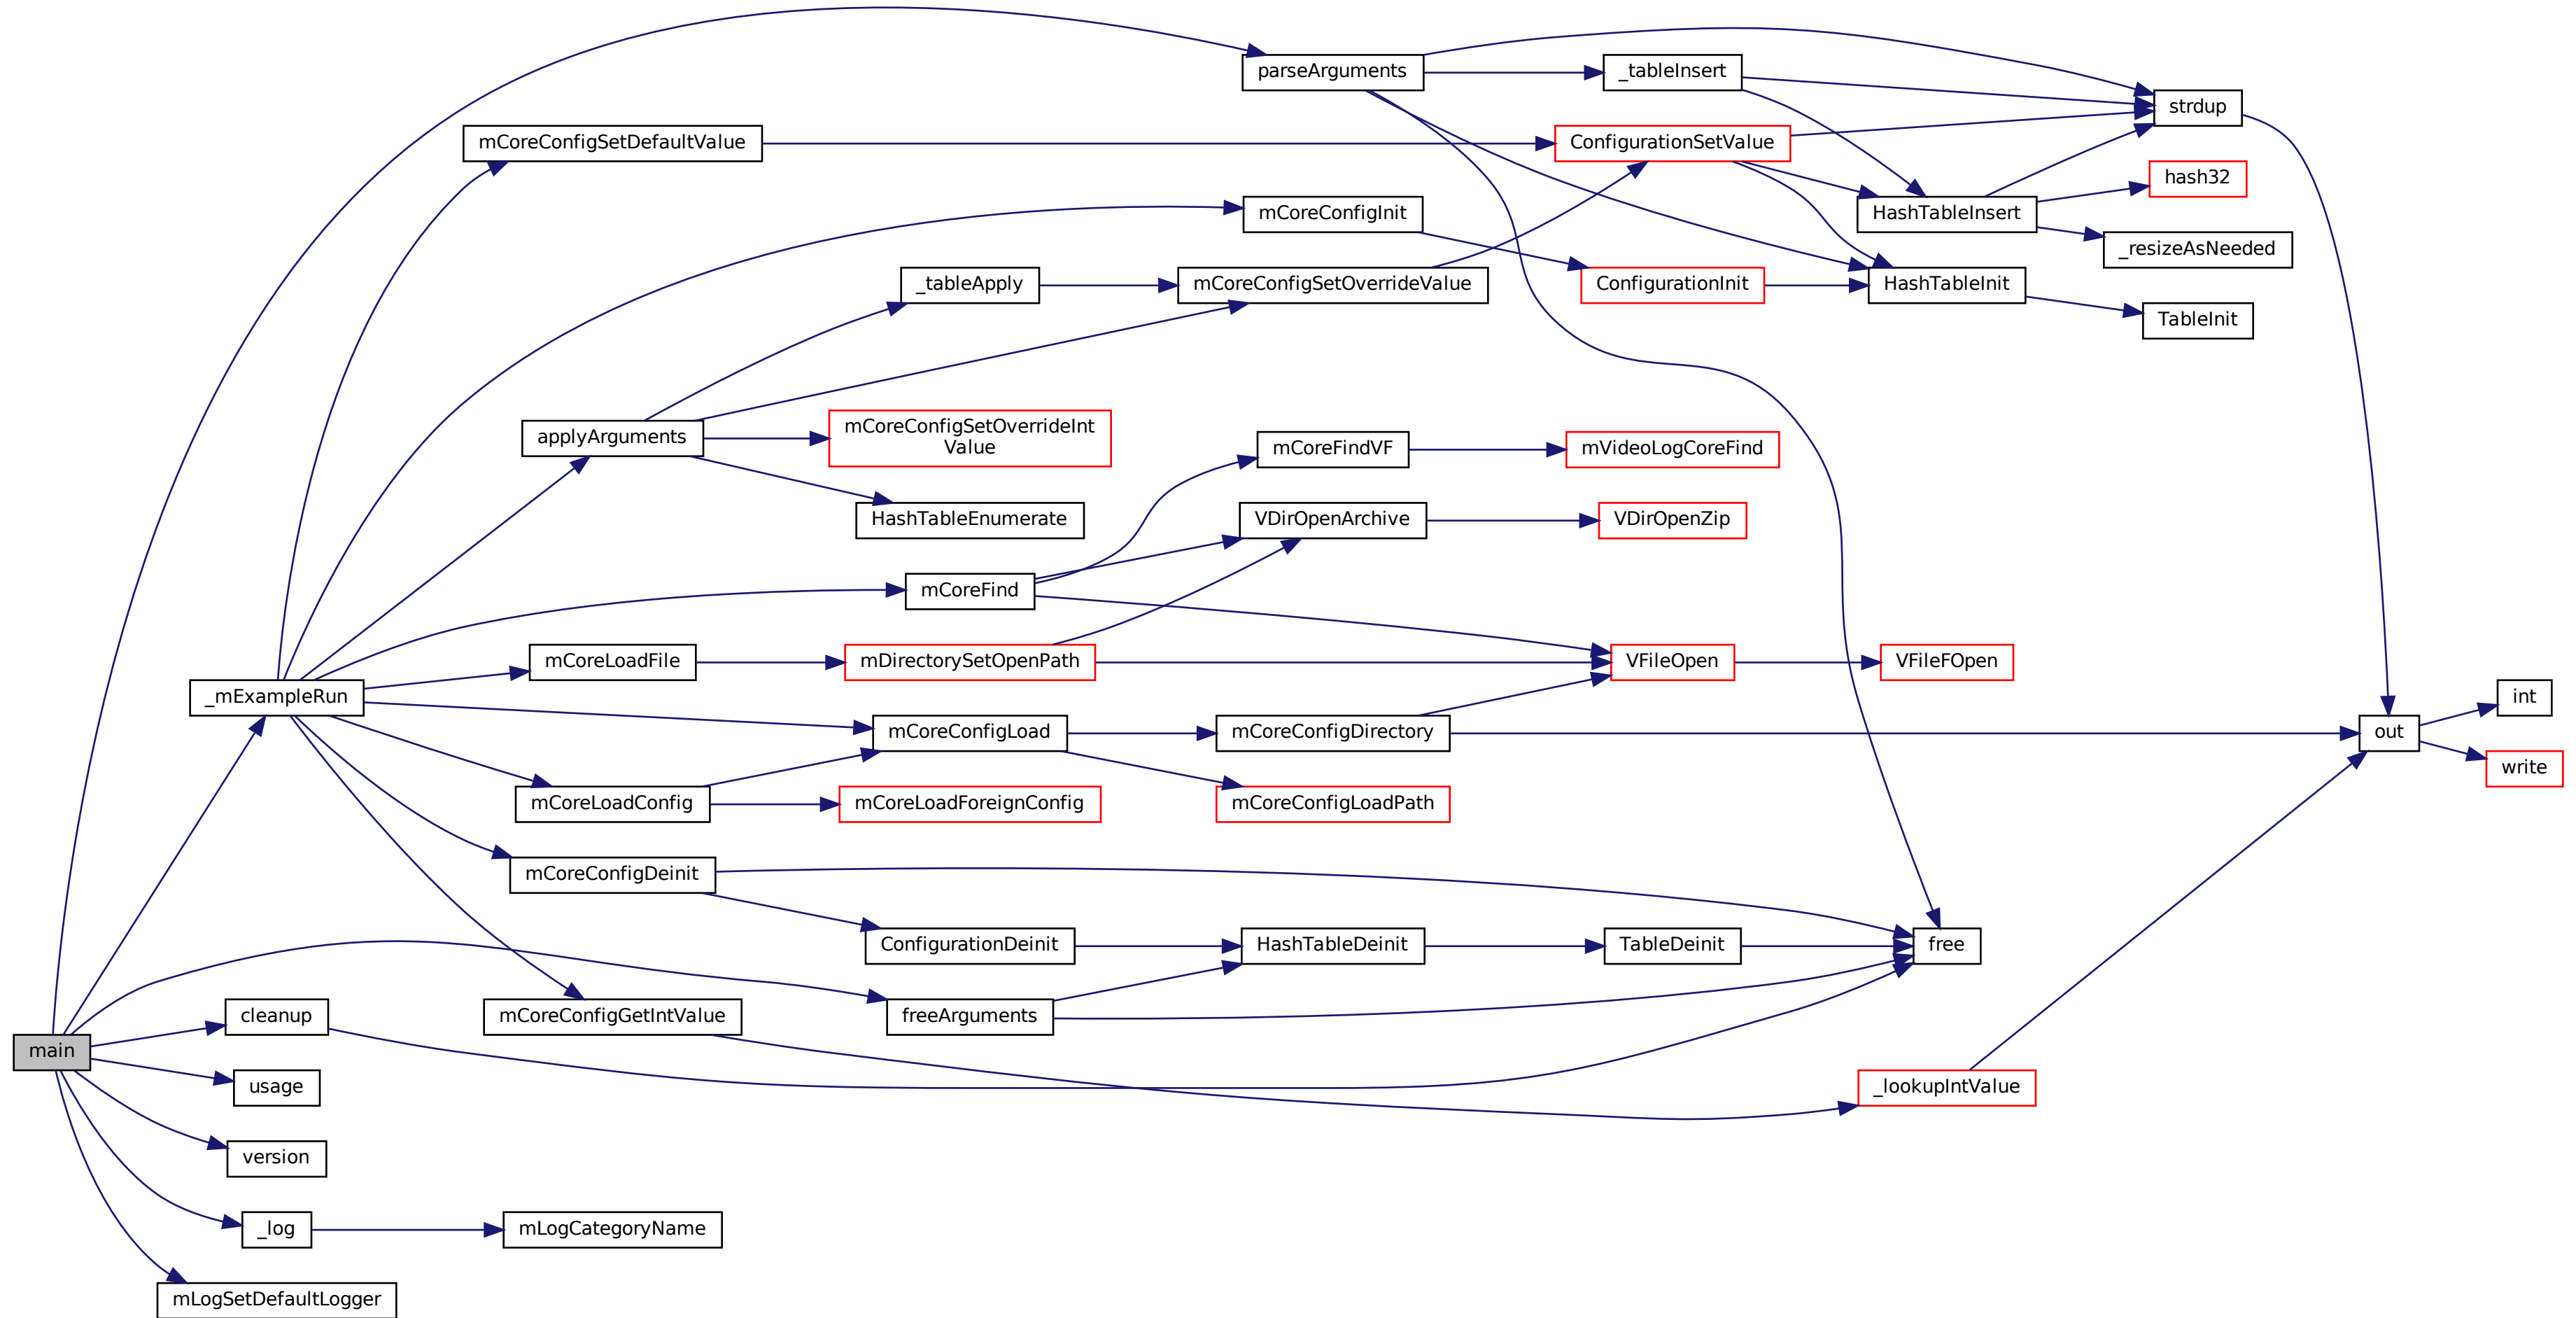 parseArguments
_tableInsert
strdup
mCoreConfigSetDefaultValue
ConfigurationSetValue
hash32
mCoreConfigInit
HashTableInsert
_resizeAsNeeded
_tableApply
mCoreConfigSetOverrideValue
ConfigurationInit
HashTableInit
TableInit
applyArguments
mCoreConfigSetOverrideInt
Value
mCoreFindVF
mVideoLogCoreFind
HashTableEnumerate
VDirOpenArchive
VDirOpenZip
mCoreFind
mCoreLoadFile
mDirectorySetOpenPath
VFileOpen
VFileFOpen
_mExampleRun
int
mCoreConfigLoad
mCoreConfigDirectory
out
write
mCoreLoadConfig
mCoreLoadForeignConfig
mCoreConfigLoadPath
mCoreConfigDeinit
ConfigurationDeinit
HashTableDeinit
TableDeinit
free
cleanup
mCoreConfigGetIntValue
freeArguments
main
usage
_lookupIntValue
version
_log
mLogCategoryName
mLogSetDefaultLogger